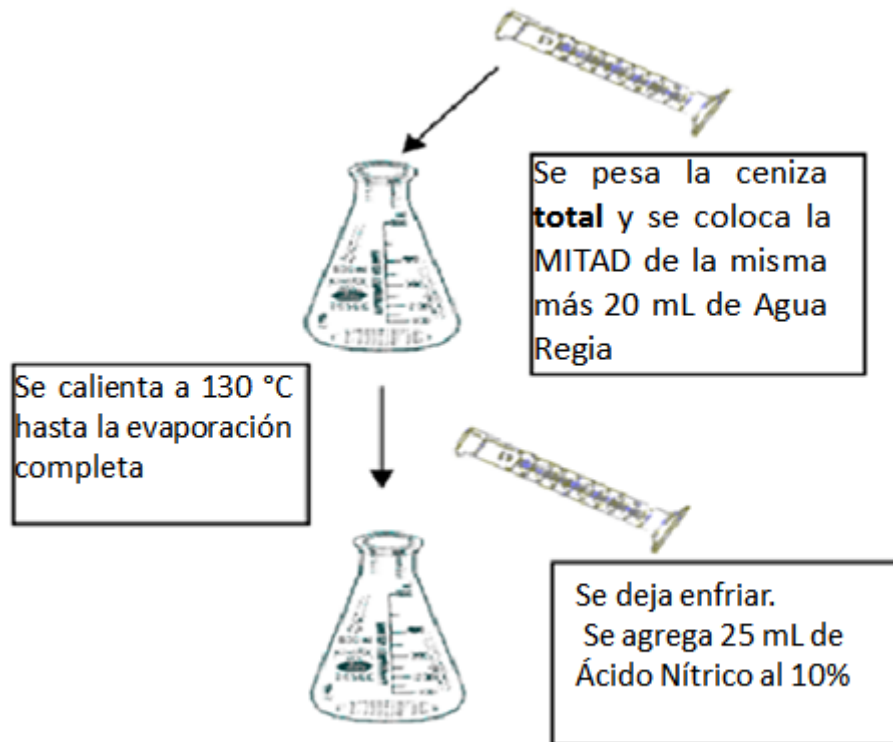 Se pesa la ceniza
total y se coloca la
MITAD de la misma
más 20 mL de Agua
Regia
Se calienta a 130 °C
hasta la evaporación
completa
Se deja enfriar.
Se agrega 25 mL de
Ácido Nítrico al 10%